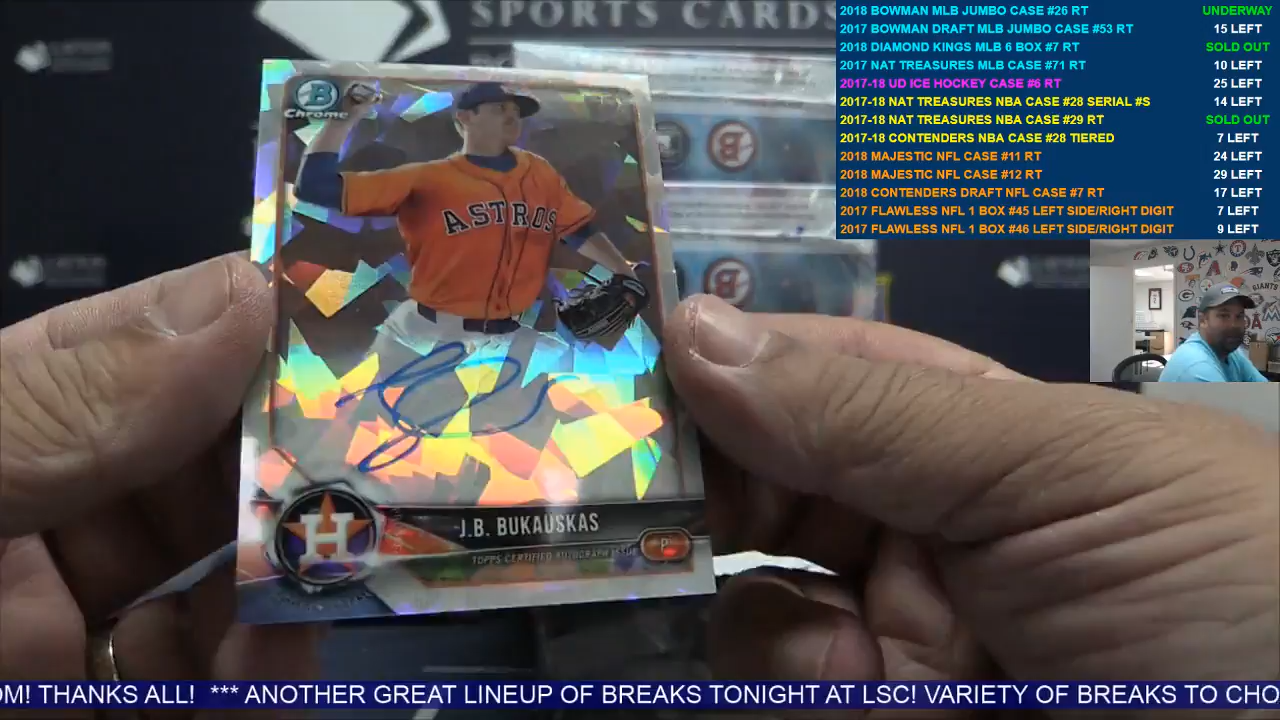 SPORTS CARDS
2018 BOWMAN MLB JUMBO CASE #26 RT UNDERWAY
2017 BOWMAN DRAFT MLB JUMBO CASE #53 RT 15 LEFT
2018 DIAMOND KINGS MLB 6 BOX #7 RT SOLD OUT
2017 NAT TREASURES MLB CASE #71 RT 10 LEFT
2017-18 UD ICE HOCKEY CASE #6 RT 25 LEFT
2017-18 NAT TREASURES NBA CASE #28 SERIAL #S 14 LEFT
2017-18 NAT TREASURES NBA CASE #29 RT SOLD OUT
2017-18 CONTENDERS NBA CASE #28 TIERED 7 LEFT
2018 MAJESTIC NFL CASE #11 RT 24 LEFT
2018 MAJESTIC NFL CASE #12 RT 29 LEFT
2018 CONTENDERS DRAFT NFL CASE #7 RT 17 LEFT
2017 FLAWLESS NFL 1 BOX #45 LEFT SIDE/RIGHT DIGIT 7 LEFT
2017 FLAWLESS NFL 1 BOX #46 LEFT SIDE/RIGHT DIGIT 9 LEFT
B
Chrome
ASTROS
H
J.B. BUKAUSKAS
TOPPS CERTIFIED AUTOGRAPH ISSUE
P
OM! THANKS ALL! *** ANOTHER GREAT LINEUP OF BREAKS TONIGHT AT LSC! VARIETY OF BREAKS TO CHO